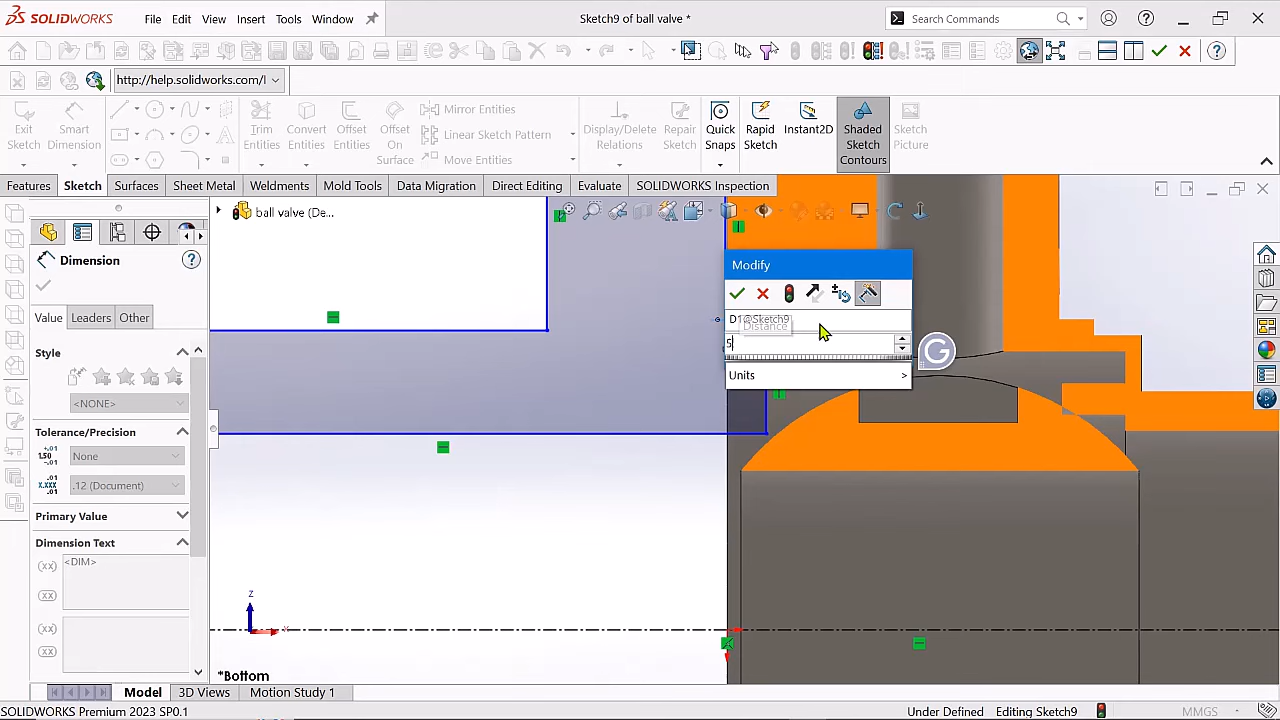 SOLIDWORKS
File Edit View Insert Tools Window
Sketch9 of ball valve *
Search Commands
http://help.solidworks.com/I
Exit Sketch
Smart Dimension
Trim Entities
Convert Entities
Offset Entities
Offset On Surface
Mirror Entities
Linear Sketch Pattern
Move Entities
Display/Delete Relations
Repair Sketch
Quick Snaps
Rapid Sketch
Instant2D
Shaded Sketch Contours
Sketch Picture
Features Sketch Surfaces Sheet Metal Weldments Mold Tools Data Migration Direct Editing Evaluate SOLIDWORKS Inspection
ball valve (De...
Dimension
Value Leaders Other
Style
<NONE>
Tolerance/Precision
None
.12 (Document)
Primary Value
Dimension Text
<DIM>
Modify
D1@Sketch9
Distance
5
Units >
Z
X
*Bottom
Model 3D Views Motion Study 1
SOLIDWORKS Premium 2023 SP0.1
Under Defined Editing Sketch9 MMGS